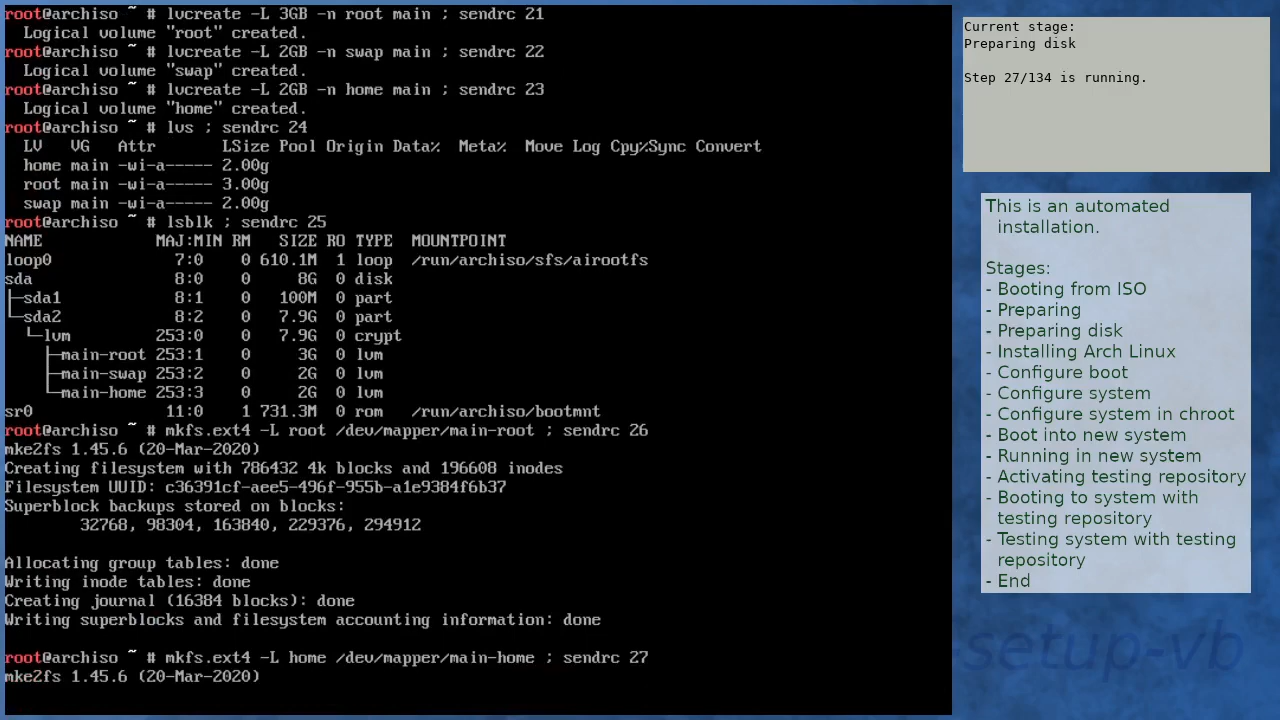 root@archiso ~ # lvcreate -L 3GB -n root main ; sendrc 21
  Logical volume "root" created.
root@archiso ~ # lvcreate -L 2GB -n swap main ; sendrc 22
  Logical volume "swap" created.
root@archiso ~ # lvcreate -L 2GB -n home main ; sendrc 23
  Logical volume "home" created.
root@archiso ~ # lvs ; sendrc 24
  LV   VG   Attr       LSize Pool Origin Data%  Meta%  Move Log Cpy%Sync Convert
  home main -wi-a----- 2.00g
  root main -wi-a----- 3.00g
  swap main -wi-a----- 2.00g
root@archiso ~ # lsblk ; sendrc 25
NAME            MAJ:MIN RM   SIZE RO TYPE  MOUNTPOINT
loop0             7:0    0 610.1M  1 loop  /run/archiso/sfs/airootfs
sda               8:0    0     8G  0 disk
├─sda1            8:1    0   100M  0 part
└─sda2            8:2    0   7.9G  0 part
  └─lvm         253:0    0   7.9G  0 crypt
    ├─main-root 253:1    0     3G  0 lvm
    ├─main-swap 253:2    0     2G  0 lvm
    └─main-home 253:3    0     2G  0 lvm
sr0              11:0    1 731.3M  0 rom   /run/archiso/bootmnt
root@archiso ~ # mkfs.ext4 -L root /dev/mapper/main-root ; sendrc 26
mke2fs 1.45.6 (20-Mar-2020)
Creating filesystem with 786432 4k blocks and 196608 inodes
Filesystem UUID: c36391cf-aee5-496f-955b-a1e9384f6b37
Superblock backups stored on blocks:
        32768, 98304, 163840, 229376, 294912
Allocating group tables: done
Writing inode tables: done
Creating journal (16384 blocks): done
Writing superblocks and filesystem accounting information: done
root@archiso ~ # mkfs.ext4 -L home /dev/mapper/main-home ; sendrc 27
mke2fs 1.45.6 (20-Mar-2020)
Current stage:
Preparing disk
Step 27/134 is running.
This is an automated
installation.
Stages:
- Booting from ISO
- Preparing
- Preparing disk
- Installing Arch Linux
- Configure boot
- Configure system
- Configure system in chroot
- Boot into new system
- Running in new system
- Activating testing repository
- Booting to system with
testing repository
- Testing system with testing
repository
- End
-setup-vb